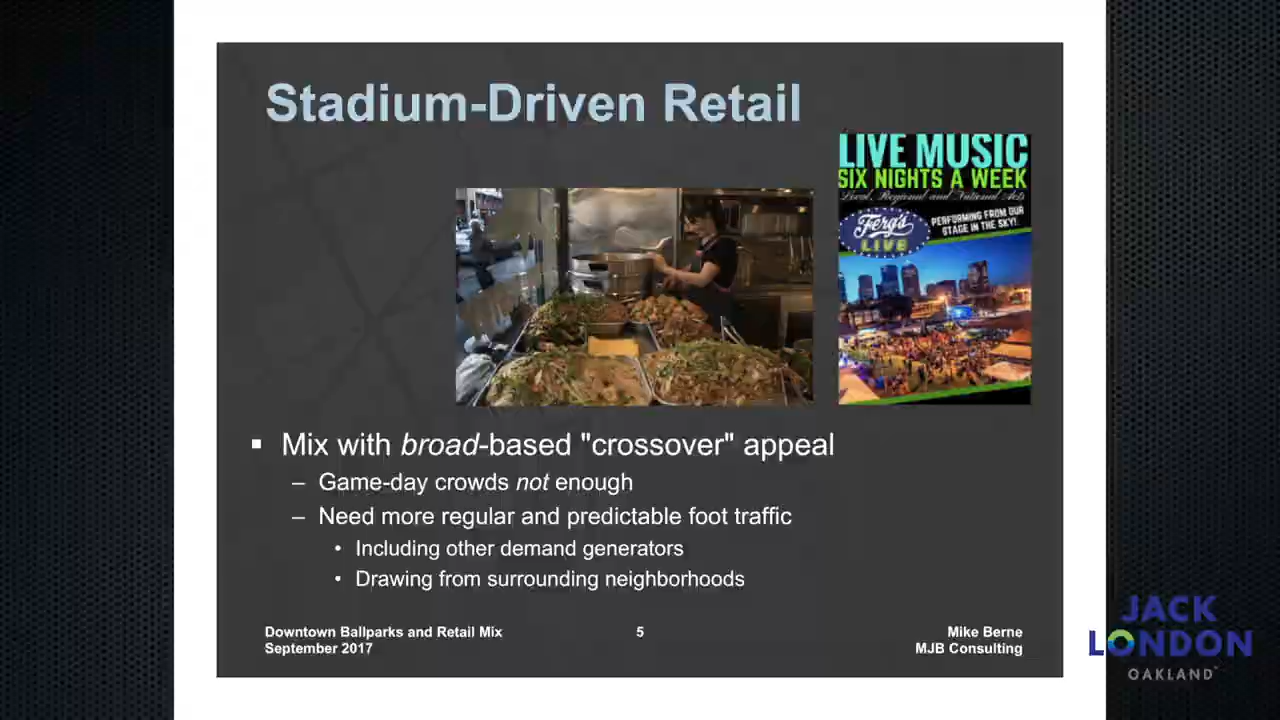 Stadium-Driven Retail
LIVE MUSIC
SIX NIGHTS A WEEK
Local, Regional and National Acts
Ferg's
LIVE
PERFORMING FROM OUR
STAGE IN THE SKY!
▪ Mix with broad-based "crossover" appeal
– Game-day crowds not enough
– Need more regular and predictable foot traffic
• Including other demand generators
• Drawing from surrounding neighborhoods
Downtown Ballparks and Retail Mix
September 2017
5
Mike Berne
MJB Consulting
JACK
LONDON
OAKLAND